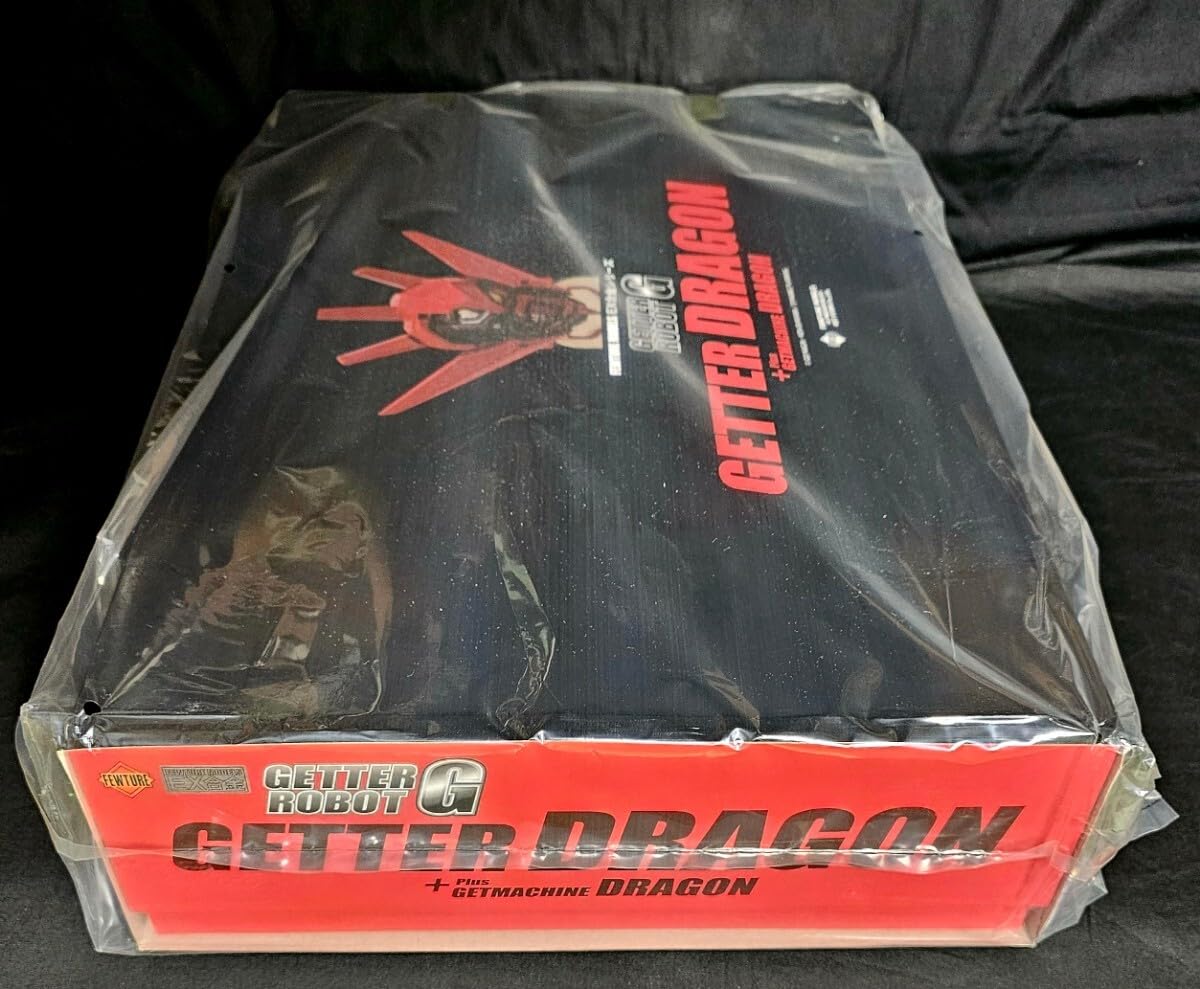 GETTER
ROBOT G
GETTER DRAGON
+ Plus
GETMACHINE DRAGON
FEWTURE
GETTER
ROBOT G
GETTER DRAGON
+ Plus
GETMACHINE DRAGON